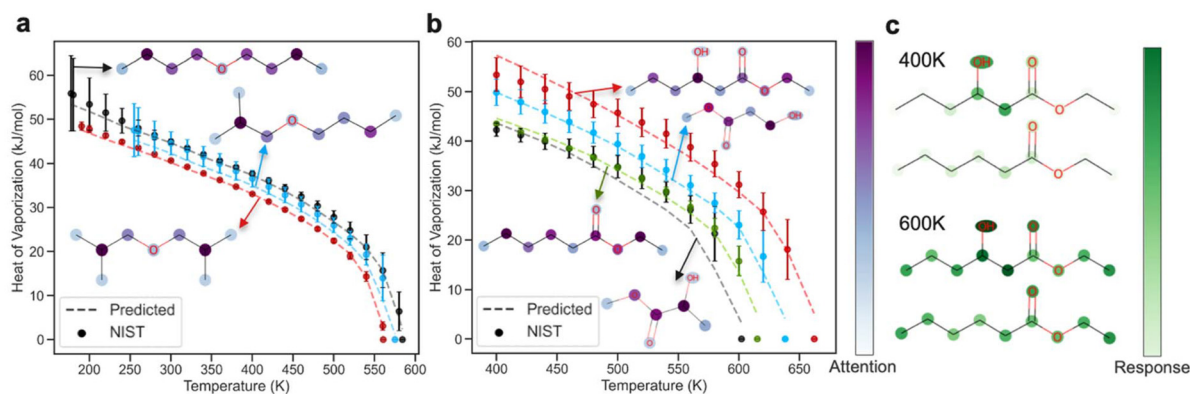 a
Heat of Vaporization (kJ/mol)
60
50
40
30
20
10
0
O
O
O
Predicted
NIST
200
250
300
350
400
450
500
550
600
Temperature (K)
b
Heat of Vaporization (kJ/mol)
60
50
40
30
20
10
0
OH
O
O
OH
O
O
O
OH
O
Predicted
NIST
400
450
500
550
600
650
Temperature (K)
Attention
c
400K
OH
O
O
O
O
600K
OH
O
O
O
O
Response